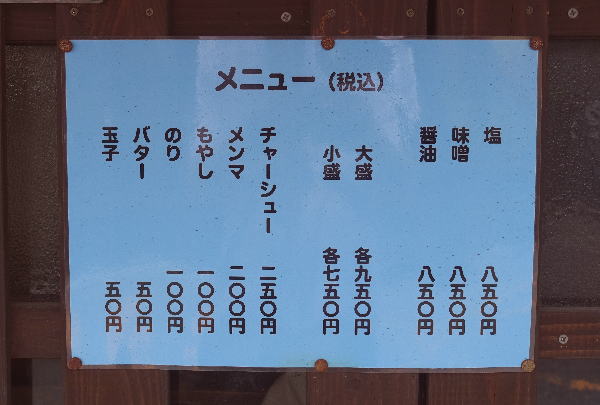 メニュー（税込）
塩 八五〇円
味噌 八五〇円
醤油 八五〇円
大盛 各九五〇円
小盛 各七五〇円
チャーシュー 二五〇円
メンマ 二〇〇円
もやし 一〇〇円
のり 一〇〇円
バター 五〇円
玉子 五〇円